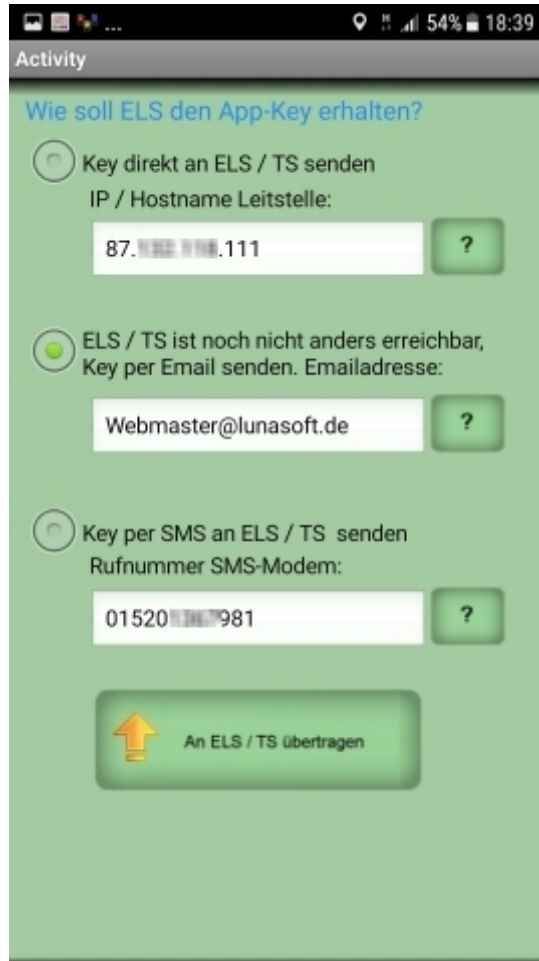 ... 54% 18:39
Activity
Wie soll ELS den App-Key erhalten?
Key direkt an ELS / TS senden
IP / Hostname Leitstelle:
87. .111
?
ELS / TS ist noch nicht anders erreichbar,
Key per Email senden. Emailadresse:
Webmaster@lunasoft.de
?
Key per SMS an ELS / TS senden
Rufnummer SMS-Modem:
01520 981
?
An ELS / TS übertragen